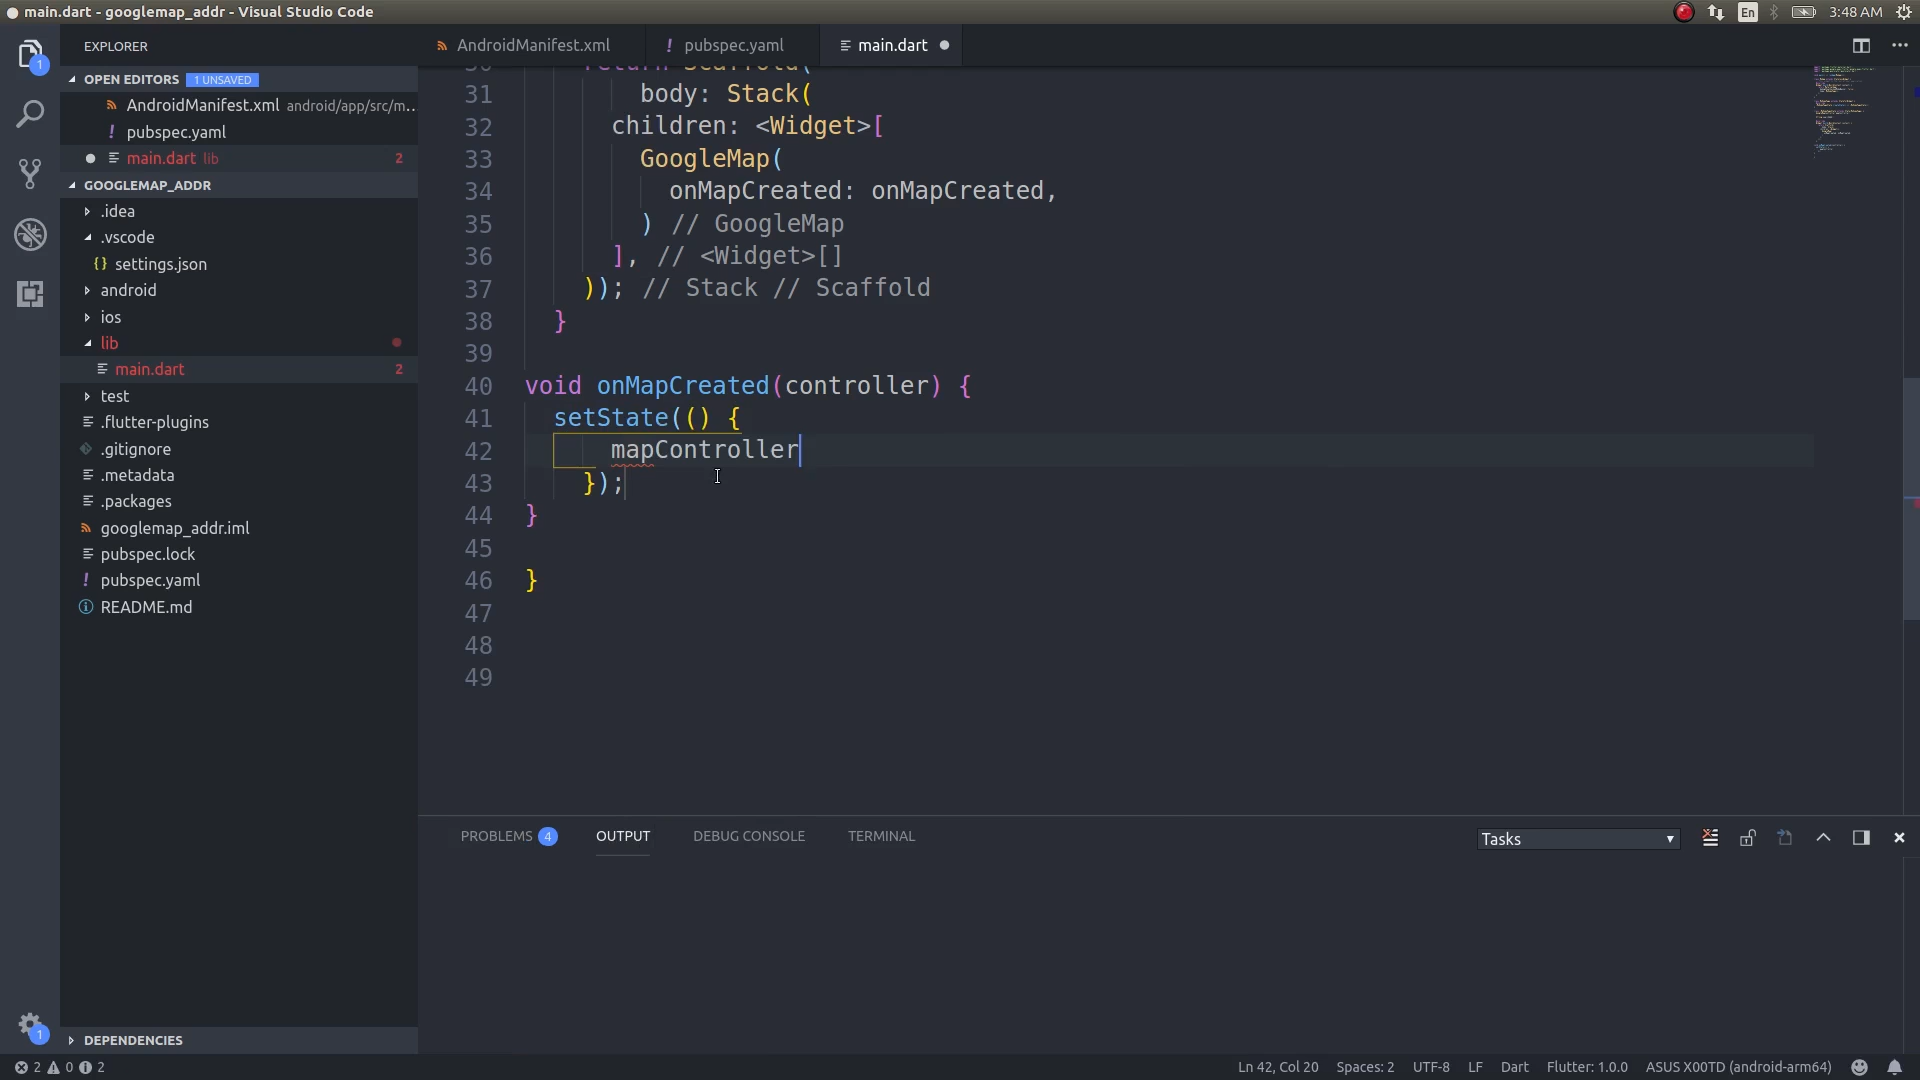 main.dart - googlemap_addr - Visual Studio Code
En
3:48 AM
EXPLORER
AndroidManifest.xml
! pubspec.yaml
main.dart
OPEN EDITORS 1 UNSAVED
AndroidManifest.xml android/app/src/m...
! pubspec.yaml
main.dart lib 2
GOOGLEMAP_ADDR
.idea
.vscode
{} settings.json
android
ios
lib
main.dart 2
test
.flutter-plugins
.gitignore
.metadata
.packages
googlemap_addr.iml
pubspec.lock
! pubspec.yaml
README.md
DEPENDENCIES
1
1
30 return Scaffold(
31 body: Stack(
32 children: <Widget>[
33 GoogleMap(
34 onMapCreated: onMapCreated,
35 ) // GoogleMap
36 ], // <Widget>[]
37 )); // Stack // Scaffold
38 }
39
40 void onMapCreated(controller) {
41 setState(() {
42 mapController
43 });
44 }
45
46 }
47
48
49
PROBLEMS 4 OUTPUT DEBUG CONSOLE TERMINAL
Tasks
2 0 2
Ln 42, Col 20 Spaces: 2 UTF-8 LF Dart Flutter: 1.0.0 ASUS X00TD (android-arm64)